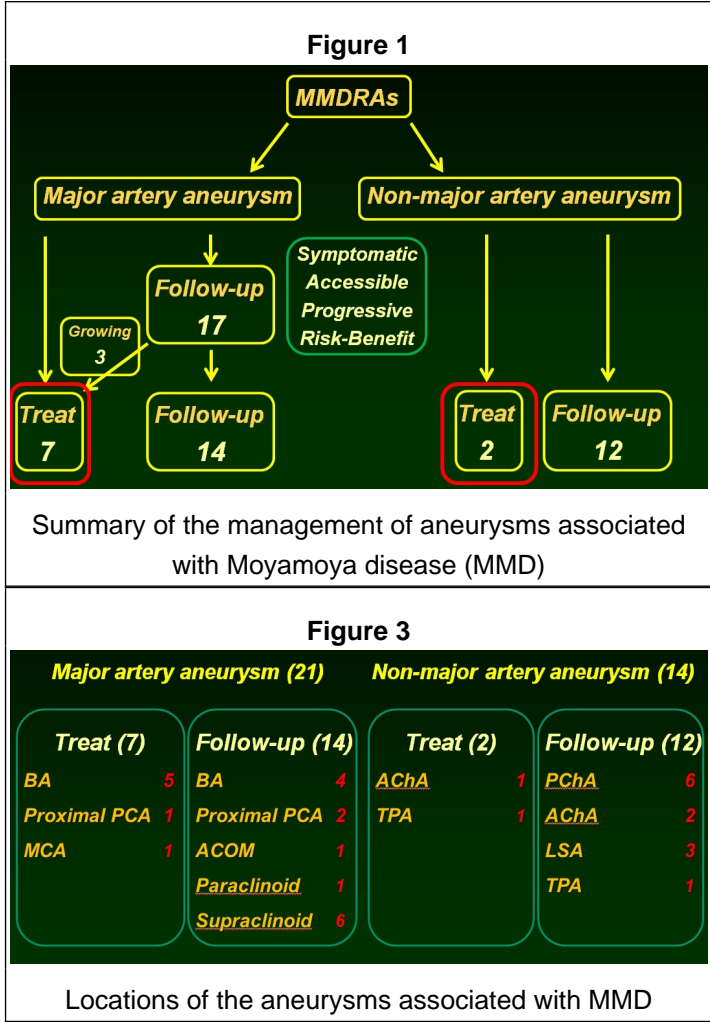 Figure 1
MMDRAs
Major artery aneurysm
Non-major artery aneurysm
Symptomatic
Accessible
Progressive
Risk-Benefit
Follow-up
17
Growing
3
Treat
7
Follow-up
14
Treat
2
Follow-up
12
Summary of the management of aneurysms associated
with Moyamoya disease (MMD)
Figure 3
Major artery aneurysm (21)
Non-major artery aneurysm (14)
Treat (7)
BA 5
Proximal PCA 1
MCA 1
Follow-up (14)
BA 4
Proximal PCA 2
ACOM 1
Paraclinoid 1
Supraclinoid 6
Treat (2)
AChA 1
TPA 1
Follow-up (12)
PChA 6
AChA 2
LSA 3
TPA 1
Locations of the aneurysms associated with MMD